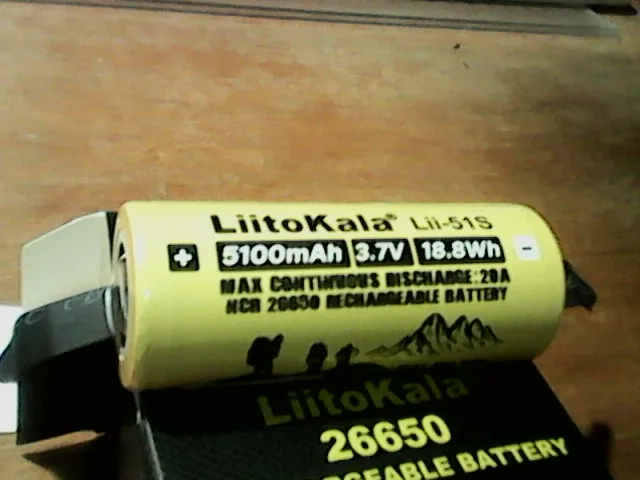 LiitoKala® Lii-51S
+ 5100mAh 3.7V 18.8Wh -
MAX CONTINUOUS DISCHARGE:20A
NCR 26650 RECHARGEABLE BATTERY
LiitoKala
26650
GEABLE BATTERY